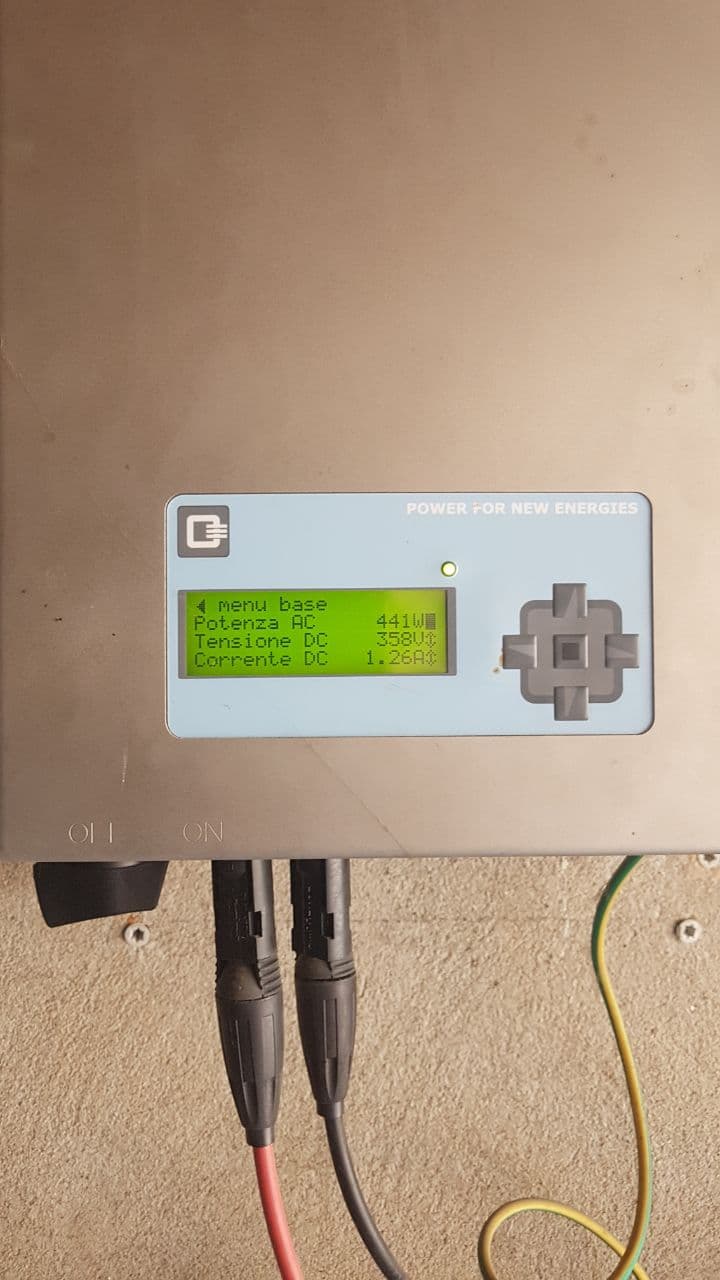 POWER FOR NEW ENERGIES
menu base
Potenza AC 441W
Tensione DC 358V
Corrente DC 1.26A
OFF ON